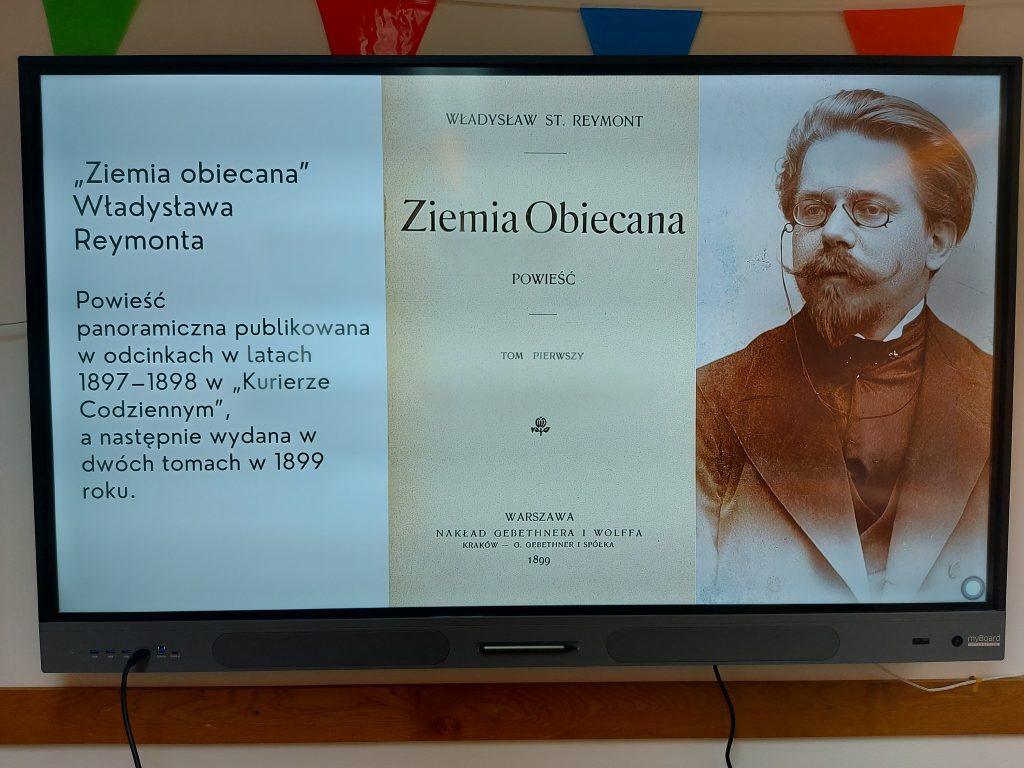 „Ziemia obiecana”
Władysława
Reymonta
Powieść
panoramiczna publikowana
w odcinkach w latach
1897–1898 w „Kurierze
Codziennym”,
a następnie wydana w
dwóch tomach w 1899
roku.
WŁADYSŁAW ST. REYMONT
Ziemia Obiecana
POWIEŚĆ
TOM PIERWSZY
WARSZAWA
NAKŁAD GEBETHNERA I WOLFFA
KRAKÓW — G. GEBETHNER I SPÓŁKA
1899
myBoard